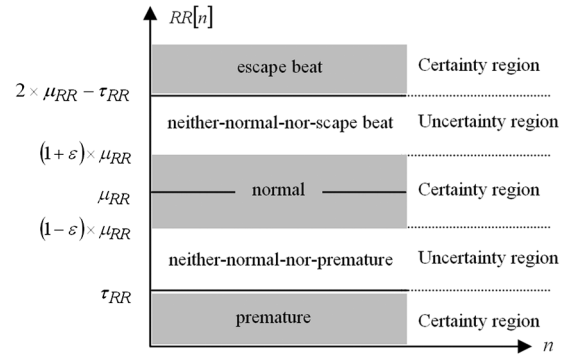 RR[n]
escape beat Certainty region
2 × μRR − τRR
neither-normal-nor-scape beat Uncertainty region
(1 + ε) × μRR
μRR normal Certainty region
(1 − ε) × μRR
neither-normal-nor-premature Uncertainty region
τRR
premature Certainty region
n